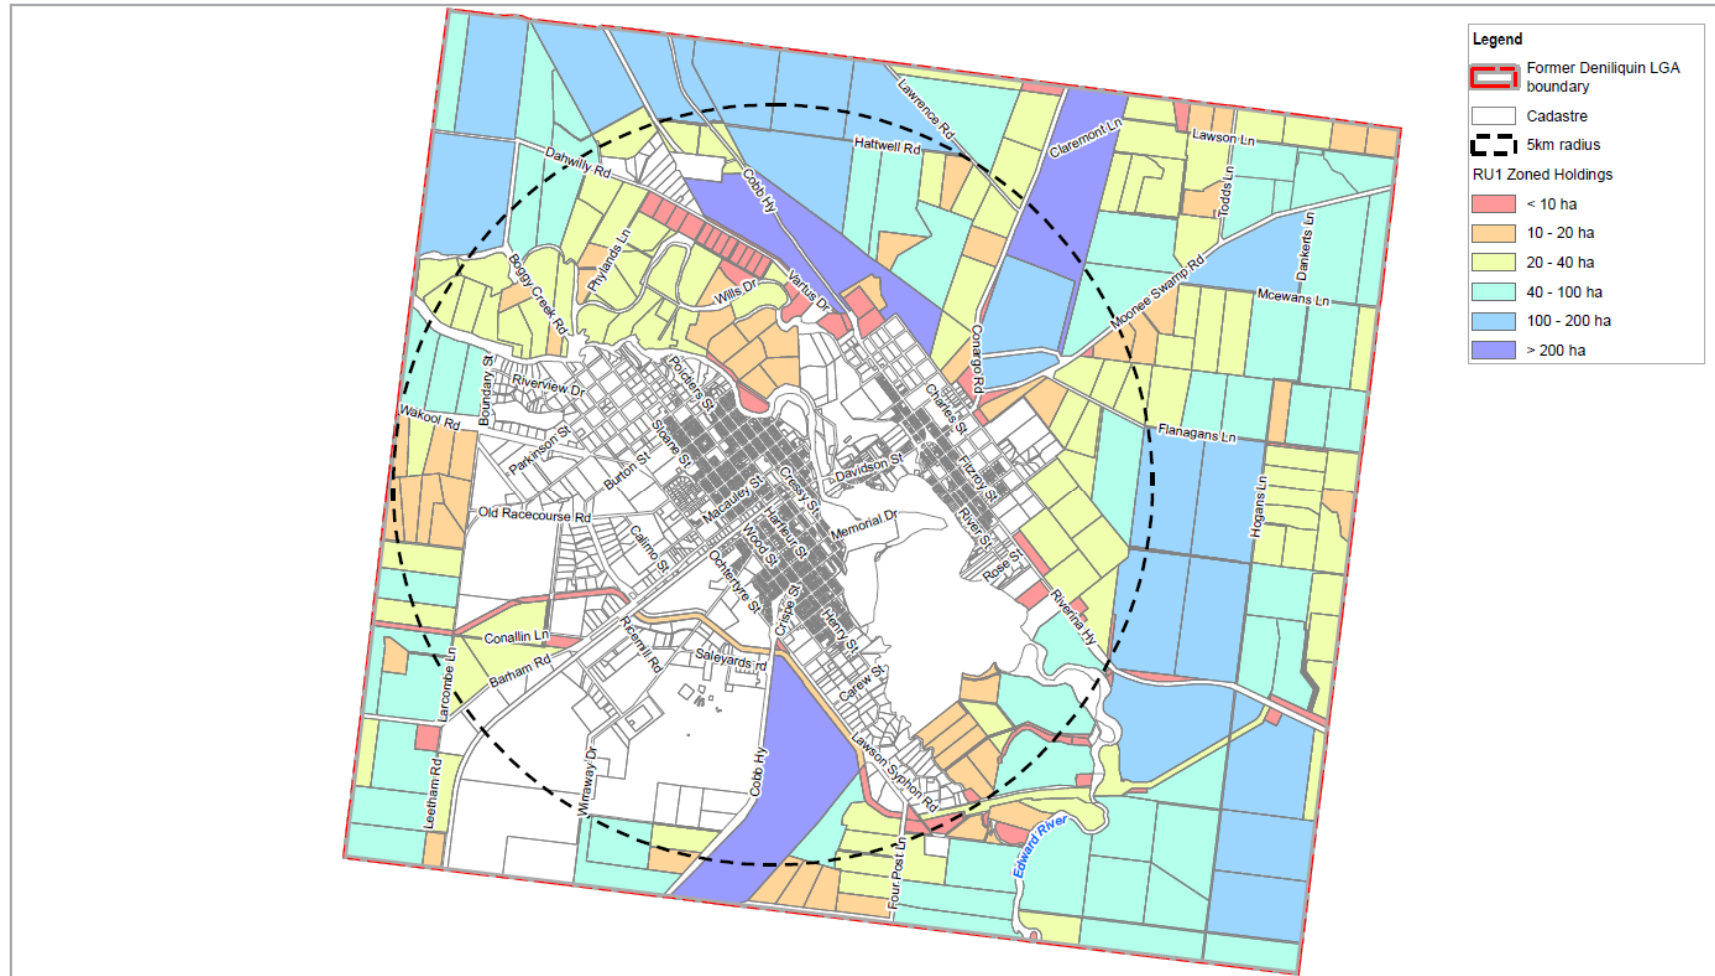 Legend
Former Deniliquin LGA
boundary
Cadastre
5km radius
RU1 Zoned Holdings
< 10 ha
10 - 20 ha
20 - 40 ha
40 - 100 ha
100 - 200 ha
> 200 ha
Lawrence Rd
Claremont Ln
Lawson Ln
Hattwell Rd
Dahwilly Rd
Cobb Hy
Todds Ln
Dankerts Ln
Phylands Ln
Boggy Creek Rd
Wills Dr
Vartus Dr
Moonee Swamp Rd
Mcewans Ln
Conargo Rd
Boundary St
Riverview Dr
Poictiers St
Charles St
Wakool Rd
Parkinson St
Sloane St
Burton St
Flanagans Ln
Davidson St
Cressy St
Fitzroy St
Macauley St
Hogans Ln
Old Racecourse Rd
Calimo St
Harfleur St
Wood St
Memorial Dr
River St
Rose St
Ochtertyre St
Crispe St
Henry St
Riverina Hy
Conallin Ln
Ricemill Rd
Saleyards rd
Barham Rd
Larcombe Ln
Carew St
Lawson Syphon Rd
Cobb Hy
Wirraway Dr
Leetham Rd
Four Post Ln
Edward River